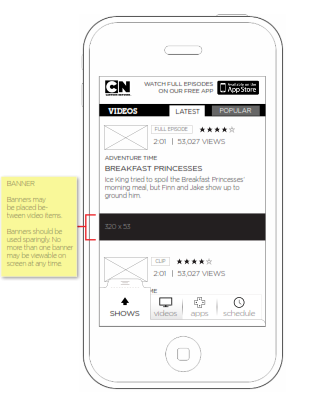 CN
WATCH FULL EPISODES
ON OUR FREE APP
Available on the
App Store
VIDEOS
LATEST
POPULAR
FULL EPISODE
★★★★☆
2:01 | 53,027 VIEWS
ADVENTURE TIME
BREAKFAST PRINCESSES
Ice King tried to spoil the Breakfast Princesses'
morning meal, but Finn and Jake show up to
ground him.
BANNER
Banners may
be placed be-
tween video items.
Banners should be
used sparingly. No
more than one banner
may be viewable on
screen at any time.
320 x 53
CLIP
★★★★☆
2:01 | 53,027 VIEWS
ME
SHOWS
videos
apps
schedule